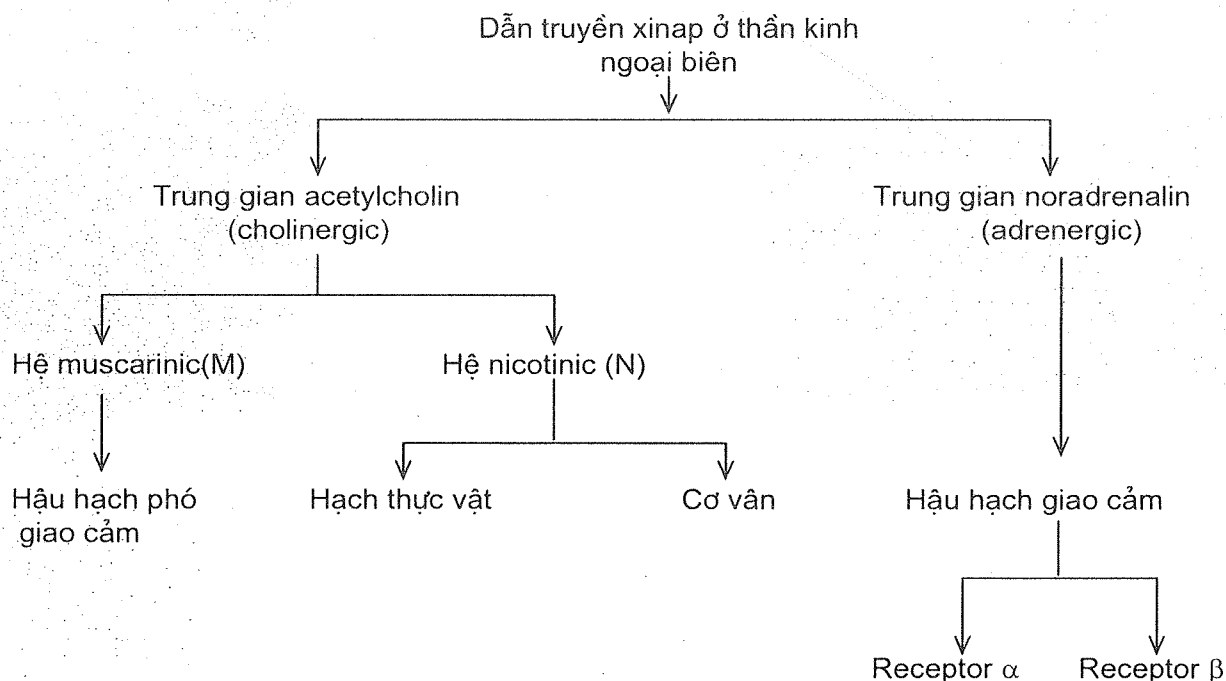 Dẫn truyền xinap ở thần kinh
ngoại biên
Trung gian acetylcholin
(cholinergic)
Trung gian noradrenalin
(adrenergic)
Hệ muscarinic(M)
Hệ nicotinic (N)
Hậu hạch phó
giao cảm
Hạch thực vật
Cơ vân
Hậu hạch giao cảm
Receptor α
Receptor β